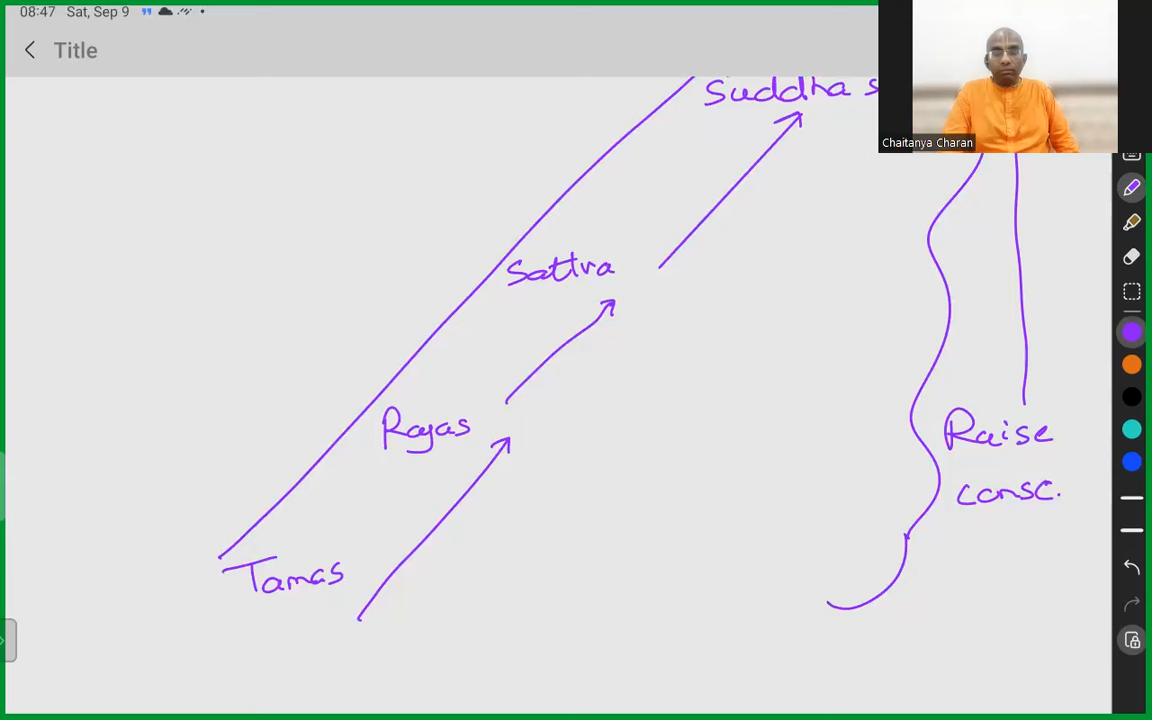 08:47 Sat, Sep 9
Title
Suddha s
Chaitanya Charan
Sattva
Rajas
Raise
consc.
Tamas